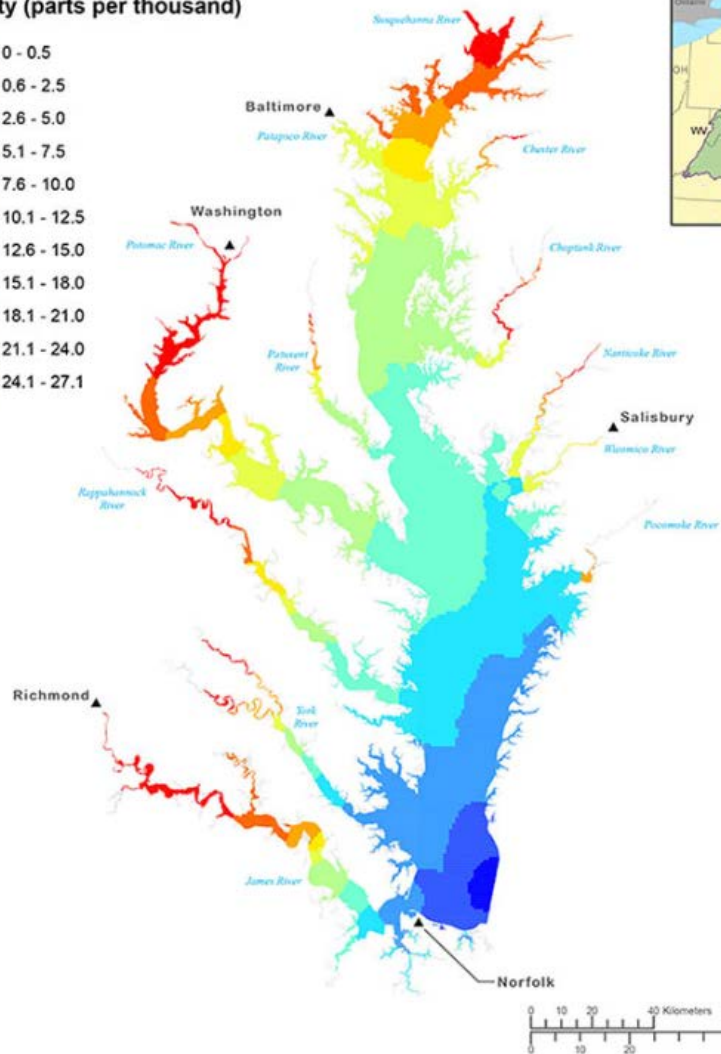 ty (parts per thousand)
0 - 0.5
0.6 - 2.5
2.6 - 5.0
5.1 - 7.5
7.6 - 10.0
10.1 - 12.5
12.6 - 15.0
15.1 - 18.0
18.1 - 21.0
21.1 - 24.0
24.1 - 27.1
Ontario
OH
WV
Susquehanna River
Baltimore
Patapsco River
Chester River
Washington
Potomac River
Choptank River
Patuxent
River
Nanticoke River
Salisbury
Wicomico River
Rappahannock
River
Pocomoke River
Richmond
York
River
James River
Norfolk
0 10 20 40 Kilometers
0 10 20